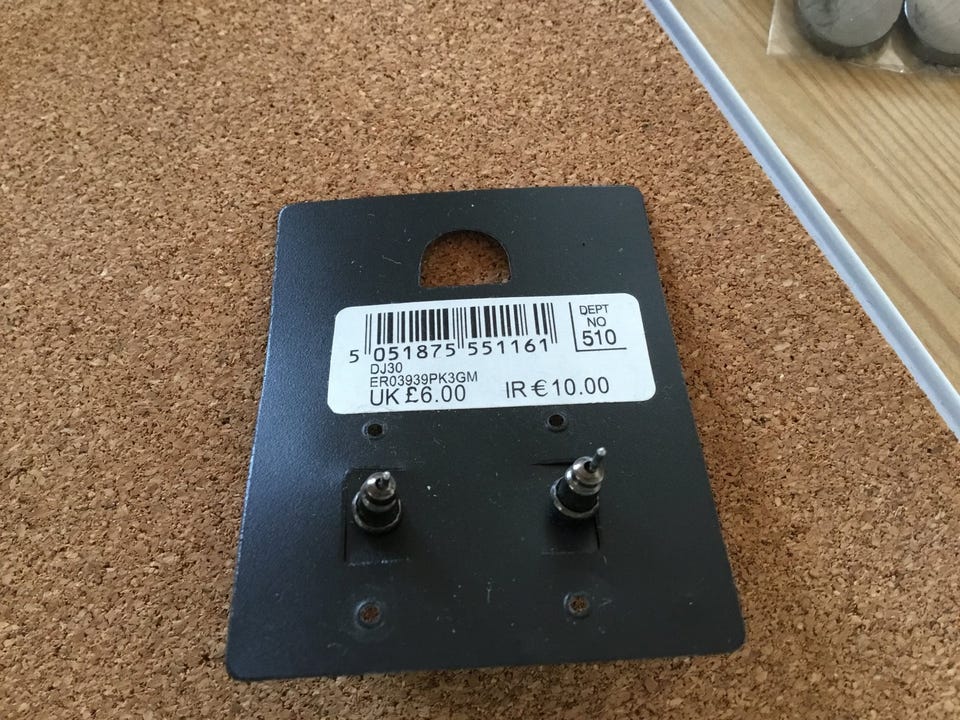 5 051875 551161
DEPT
NO
510
DJ30
ER03939PK3GM
UK £6.00 IR € 10.00